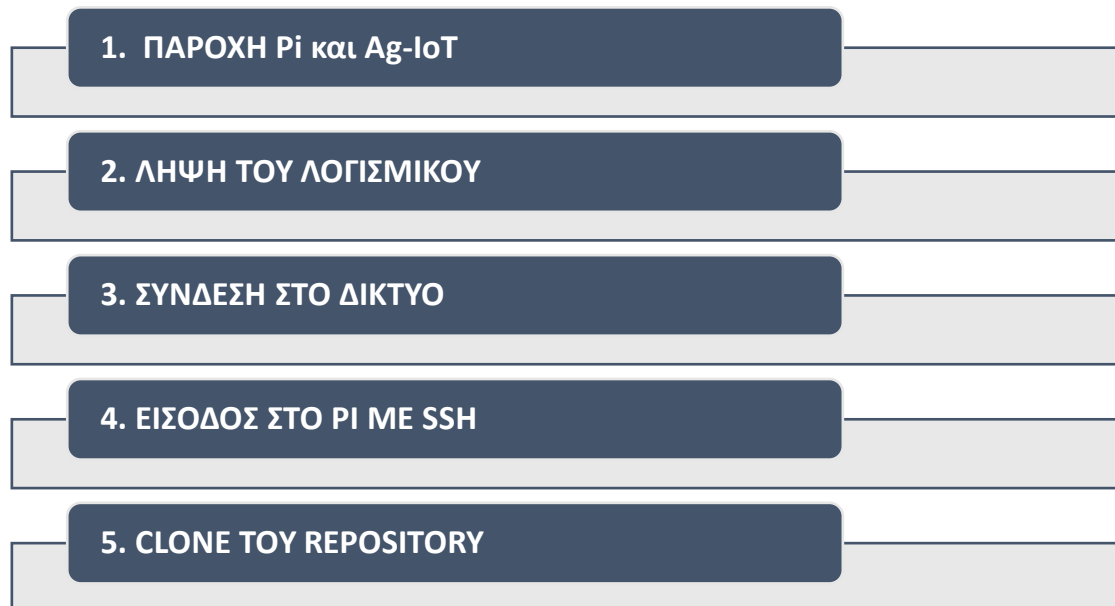 1. ΠΑΡΟΧΗ Pi και Ag-IoT
2. ΛΗΨΗ ΤΟΥ ΛΟΓΙΣΜΙΚΟΥ
3. ΣΥΝΔΕΣΗ ΣΤΟ ΔΙΚΤΥΟ
4. ΕΙΣΟΔΟΣ ΣΤΟ PI ΜΕ SSH
5. CLONE ΤΟΥ REPOSITORY